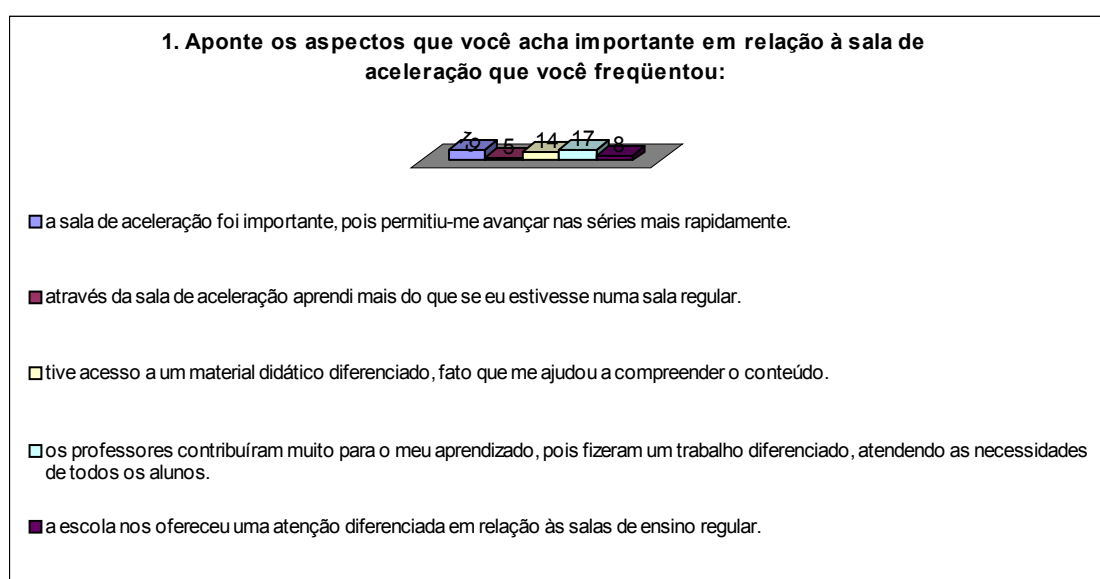 1. Aponte os aspectos que você acha importante em relação à sala de
aceleração que você freqüentou:
19 5 14 17 8
a sala de aceleração foi importante, pois permitiu-me avançar nas séries mais rapidamente.
através da sala de aceleração aprendi mais do que se eu estivesse numa sala regular.
tive acesso a um material didático diferenciado, fato que me ajudou a compreender o conteúdo.
os professores contribuíram muito para o meu aprendizado, pois fizeram um trabalho diferenciado, atendendo as necessidades
de todos os alunos.
a escola nos ofereceu uma atenção diferenciada em relação às salas de ensino regular.